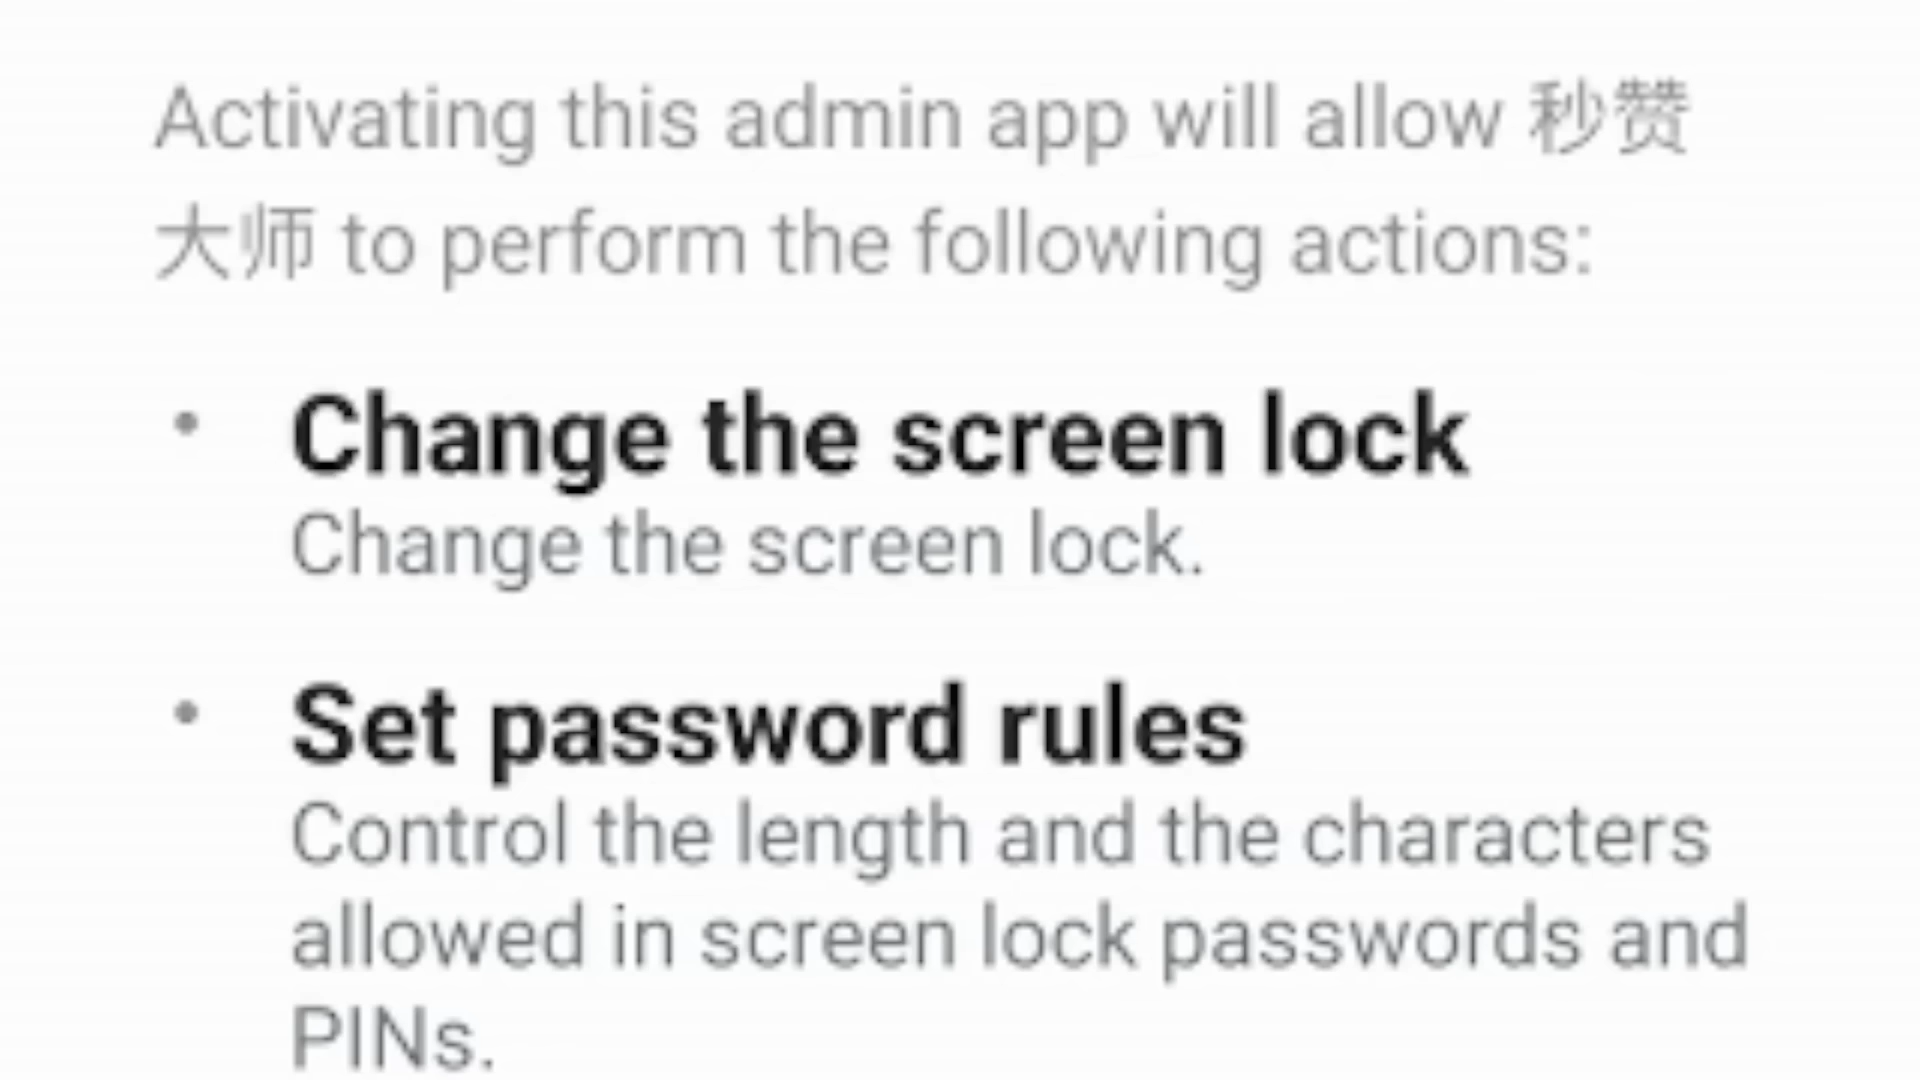 Activating this admin app will allow 秒赞
大师 to perform the following actions:
• Change the screen lock
Change the screen lock.
• Set password rules
Control the length and the characters
allowed in screen lock passwords and
PINs.